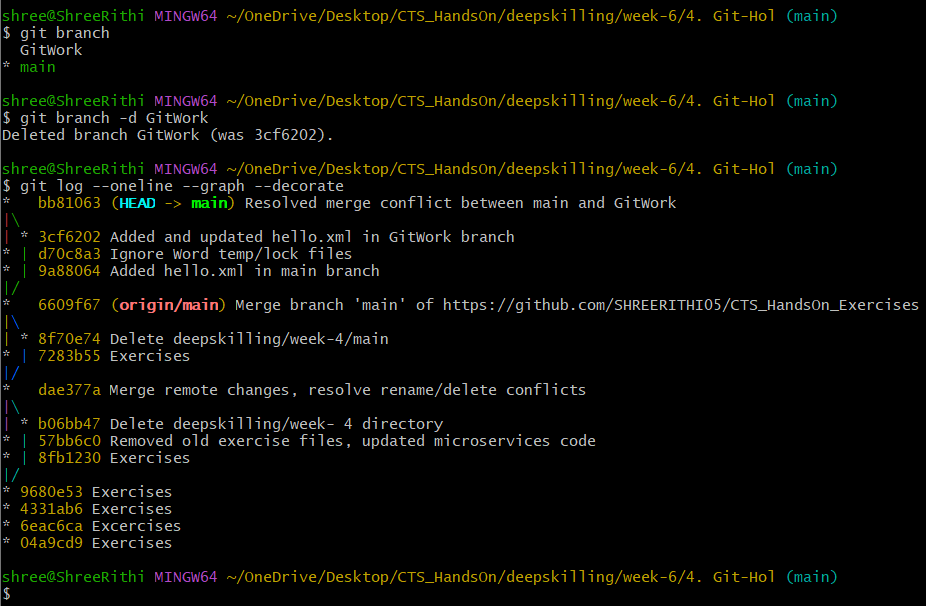 shree@ShreeRithi MINGW64 ~/OneDrive/Desktop/CTS_HandsOn/deepskilling/week-6/4. Git-Hol (main)
$ git branch
  GitWork
* main

shree@ShreeRithi MINGW64 ~/OneDrive/Desktop/CTS_HandsOn/deepskilling/week-6/4. Git-Hol (main)
$ git branch -d GitWork
Deleted branch GitWork (was 3cf6202).

shree@ShreeRithi MINGW64 ~/OneDrive/Desktop/CTS_HandsOn/deepskilling/week-6/4. Git-Hol (main)
$ git log --oneline --graph --decorate
*   bb81063 (HEAD -> main) Resolved merge conflict between main and GitWork
|\
| * 3cf6202 Added and updated hello.xml in GitWork branch
* | d70c8a3 Ignore Word temp/lock files
* | 9a88064 Added hello.xml in main branch
|/
*   6609f67 (origin/main) Merge branch 'main' of https://github.com/SHREERITHI05/CTS_HandsOn_Exercises
|\
| * 8f70e74 Delete deepskilling/week-4/main
* | 7283b55 Exercises
|/
*   dae377a Merge remote changes, resolve rename/delete conflicts
|\
| * b06bb47 Delete deepskilling/week- 4 directory
* | 57bb6c0 Removed old exercise files, updated microservices code
* | 8fb1230 Exercises
|/
* 9680e53 Exercises
* 4331ab6 Exercises
* 6eac6ca Excercises
* 04a9cd9 Exercises

shree@ShreeRithi MINGW64 ~/OneDrive/Desktop/CTS_HandsOn/deepskilling/week-6/4. Git-Hol (main)
$